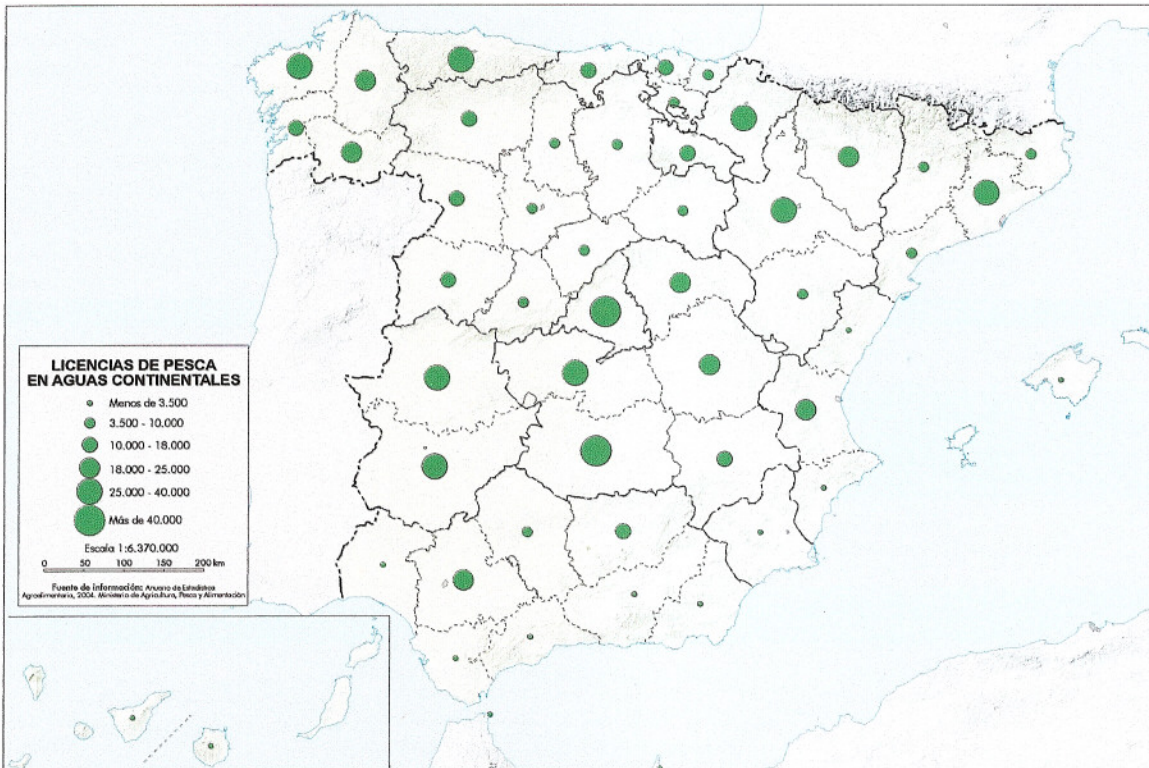 LICENCIAS DE PESCA
EN AGUAS CONTINENTALES
Menos de 3.500
3.500 - 10.000
10.000 - 18.000
18.000 - 25.000
25.000 - 40.000
Más de 40.000
Escala 1:6.370.000
0 50 100 150 200 km
Fuente de información: Anuario de Estadística
Agroalimentaria, 2004. Ministerio de Agricultura, Pesca y Alimentación